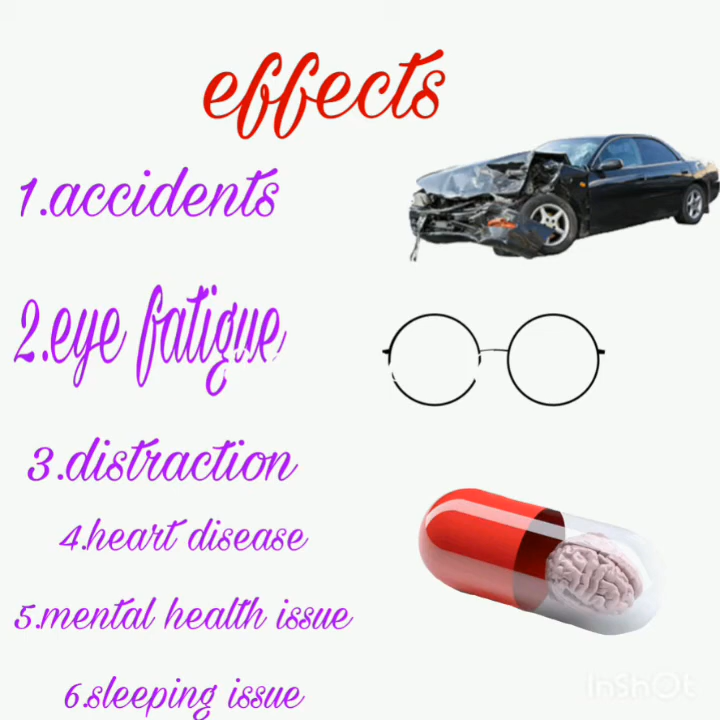 effects
1.accidents
2.eye fatigue
3.distraction
4.heart disease
5.mental health issue
6.sleeping issue
InShOt